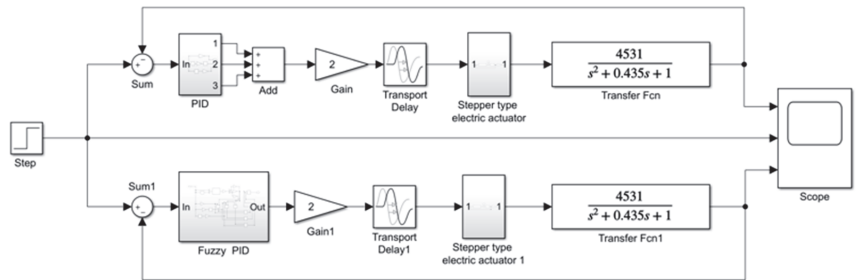 Step
+
-
Sum
In
1
2
3
PID
+
+
+
Add
2
Gain
Transport
Delay
1 1
Stepper type
electric actuator
4531
s² + 0.435s + 1
Transfer Fcn
Scope
Sum1
+
-
In Out
Fuzzy PID
2
Gain1
Transport
Delay1
1 1
Stepper type
electric actuator 1
4531
s² + 0.435s + 1
Transfer Fcn1